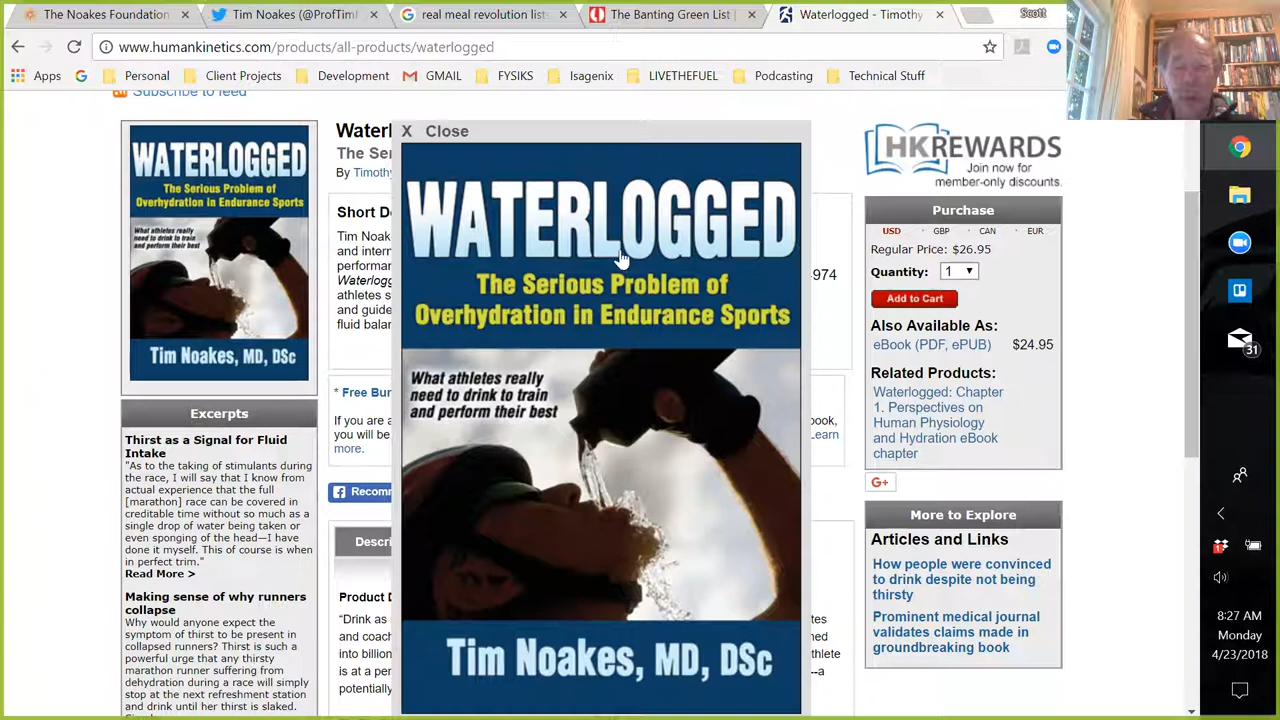 The Noakes Foundation
Tim Noakes (@ProfTim
real meal revolution lists
The Banting Green List |
Waterlogged - Timothy
Scott
www.humankinetics.com/products/all-products/waterlogged
Apps
Personal
Client Projects
Development
GMAIL
FYSIKS
Isagenix
LIVETHEFUEL
Podcasting
Technical Stuff
Subscribe to feed
WATERLOGGED
The Serious Problem of
Overhydration in Endurance Sports
What athletes really
need to drink to train
and perform their best
Tim Noakes, MD, DSc
Excerpts
Thirst as a Signal for Fluid
Intake
"As to the taking of stimulants during
the race, I will say that I know from
actual experience that the full
[marathon] race can be covered in
creditable time without so much as a
single drop of water being taken or
even sponging of the head—I have
done it myself. This of course is when
in perfect trim."
Read More >
Making sense of why runners
collapse
Why would anyone expect the
symptom of thirst to be present in
collapsed runners? Thirst is such a
powerful urge that any thirsty
marathon runner suffering from
dehydration during a race will simply
stop at the next refreshment station
and drink until her thirst is slaked.
Waterl
The Se
By Timothy
Short De
Tim Noak
and intern
performa
Waterlogg
athletes s
and guide
fluid balan
-974
* Free Bur
If you are a
book,
you will be
Learn
more.
Recomm
Descri
Product D
"Drink as
and coach
into billion
is at a per
potentially
X Close
WATERLOGGED
The Serious Problem of
Overhydration in Endurance Sports
What athletes really
need to drink to train
and perform their best
Tim Noakes, MD, DSc
HKREWARDS
Join now for
member-only discounts.
Purchase
USD · GBP · CAN · EUR
Regular Price: $26.95
Quantity: 1
Add to Cart
Also Available As:
eBook (PDF, ePUB) $24.95
Related Products:
Waterlogged: Chapter
1. Perspectives on
Human Physiology
and Hydration eBook
chapter
G+
More to Explore
Articles and Links
How people were convinced
to drink despite not being
thirsty
Prominent medical journal
validates claims made in
groundbreaking book
31
1
8:27 AM
Monday
4/23/2018